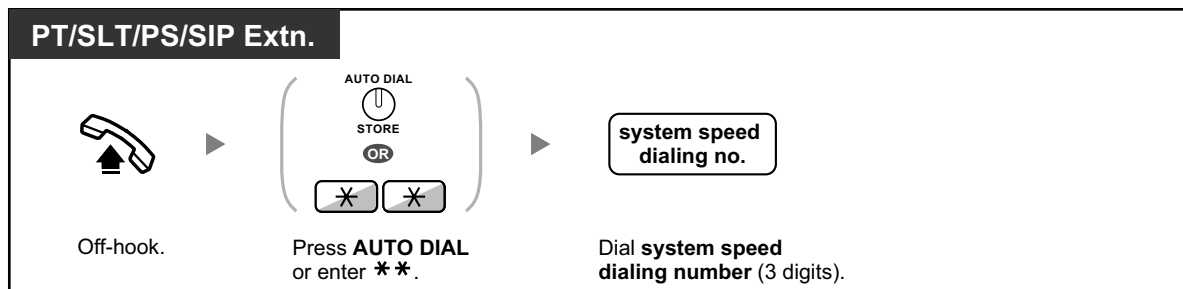 PT/SLT/PS/SIP Extn.
AUTO DIAL
STORE
OR
* *
system speed
dialing no.
Off-hook.
Press AUTO DIAL
or enter * *.
Dial system speed
dialing number (3 digits).